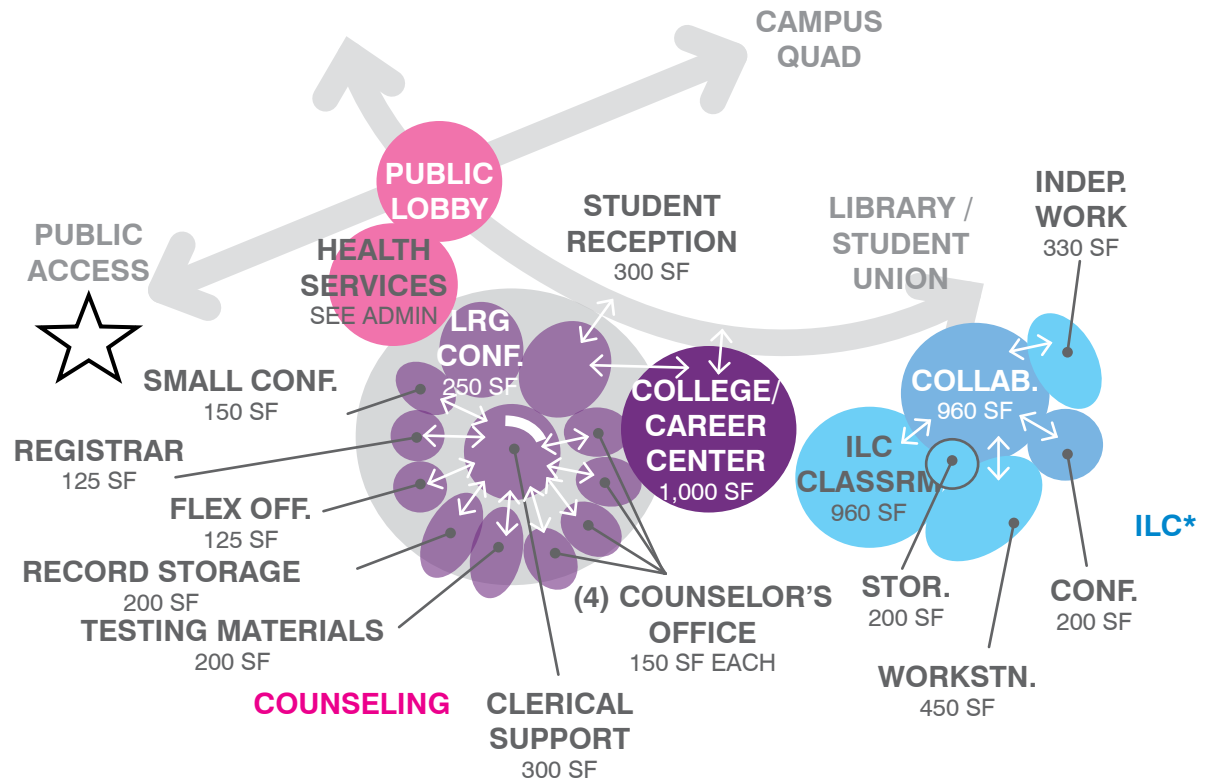 CAMPUS
QUAD
PUBLIC
LOBBY
PUBLIC
ACCESS
HEALTH
SERVICES
SEE ADMIN
STUDENT
RECEPTION
300 SF
LIBRARY /
STUDENT
UNION
INDEP.
WORK
330 SF
LRG
CONF.
250 SF
SMALL CONF.
150 SF
REGISTRAR
125 SF
FLEX OFF.
125 SF
RECORD STORAGE
200 SF
TESTING MATERIALS
200 SF
COUNSELING
CLERICAL
SUPPORT
300 SF
(4) COUNSELOR'S
OFFICE
150 SF EACH
COLLEGE/
CAREER
CENTER
1,000 SF
COLLAB.
960 SF
ILC
CLASSRM
960 SF
ILC*
STOR.
200 SF
CONF.
200 SF
WORKSTN.
450 SF